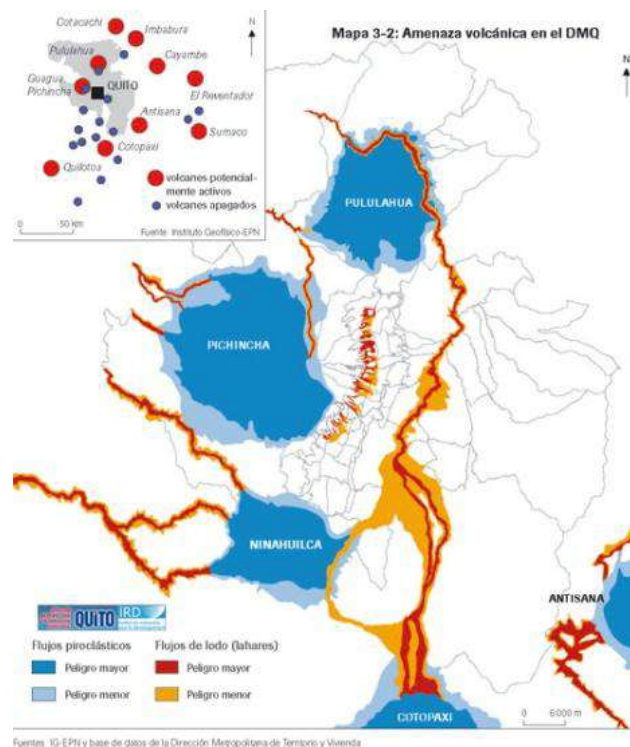 Mapa 3-2: Amenaza volcánica en el DMQ
Cotacachi
N
Imbabura
Pululahua
Cayambe
Guagua
Pichincha
QUITO
El Reventador
Antisana
Sumaco
Cotopaxi
Quilotoa
volcanes potencial-
mente activos
volcanes apagados
0
50 km
Fuente: Instituto Geofísico-EPN
N
PULULAHUA
PICHINCHA
NINAHUILCA
ANTISANA
COTOPAXI
QUITO
IRD
Flujos piroclásticos
Flujos de lodo (lahares)
Peligro mayor
Peligro mayor
Peligro menor
Peligro menor
0
6000 m
Fuentes: IG-EPN y base de datos de la Dirección Metropolitana de Territorio y Vivienda